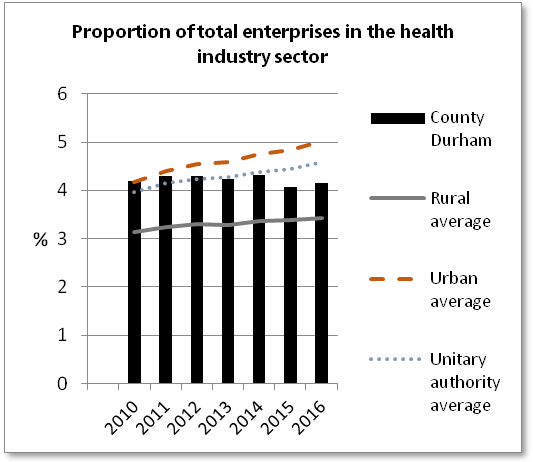 Proportion of total enterprises in the health
industry sector
6
5
4
3
2
1
0
%
2010
2011
2012
2013
2014
2015
2016
County
Durham
Rural
average
Urban
average
Unitary
authority
average